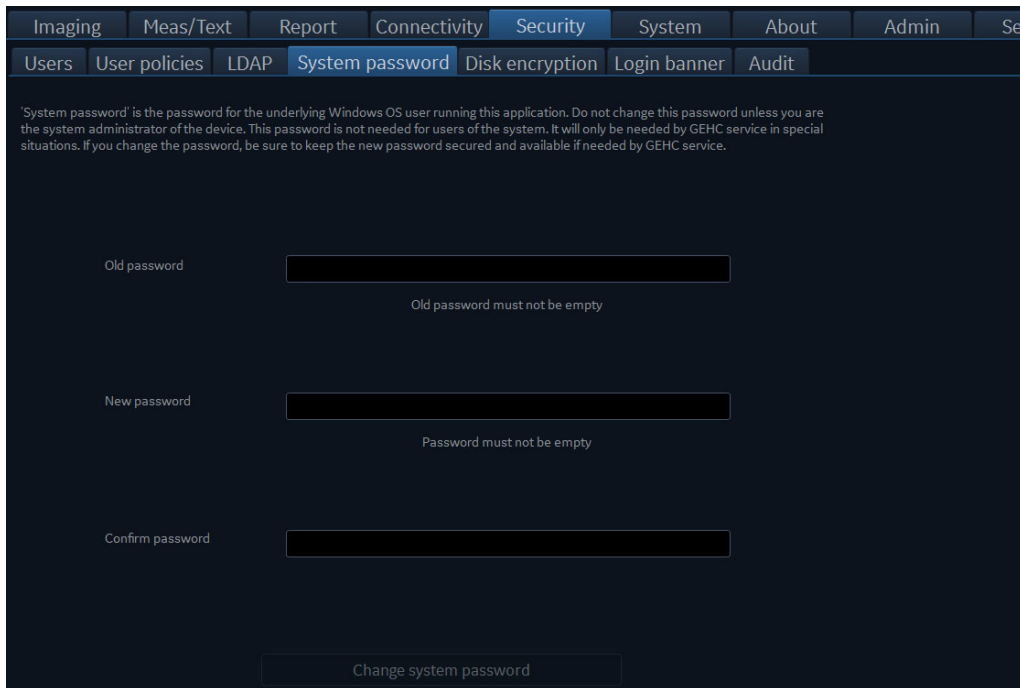 Imaging Meas/Text Report Connectivity Security System About Admin
Users User policies LDAP System password Disk encryption Login banner Audit
'System password' is the password for the underlying Windows OS user running this application. Do not change this password unless you are
the system administrator of the device. This password is not needed for users of the system. It will only be needed by GEHC service in special
situations. If you change the password, be sure to keep the new password secured and available if needed by GEHC service.
Old password
Old password must not be empty
New password
Password must not be empty
Confirm password
Change system password